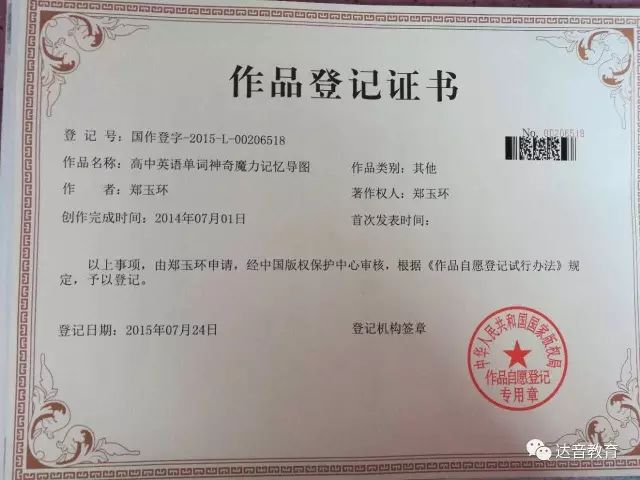 作品登记证书
No. 00206518
登 记 号：国作登字-2015-L-00206518
作品名称：高中英语单词神奇魔力记忆导图
作品类别：其他
作 者：郑玉环
著作权人：郑玉环
创作完成时间：2014年07月01日
首次发表时间：
以上事项，由郑玉环申请，经中国版权保护中心审核，根据《作品自愿登记试行办法》规
定，予以登记。
登记日期：2015年07月24日
登记机构签章
中华人民共和国国家版权局
作品自愿登记
专用章
达音教育